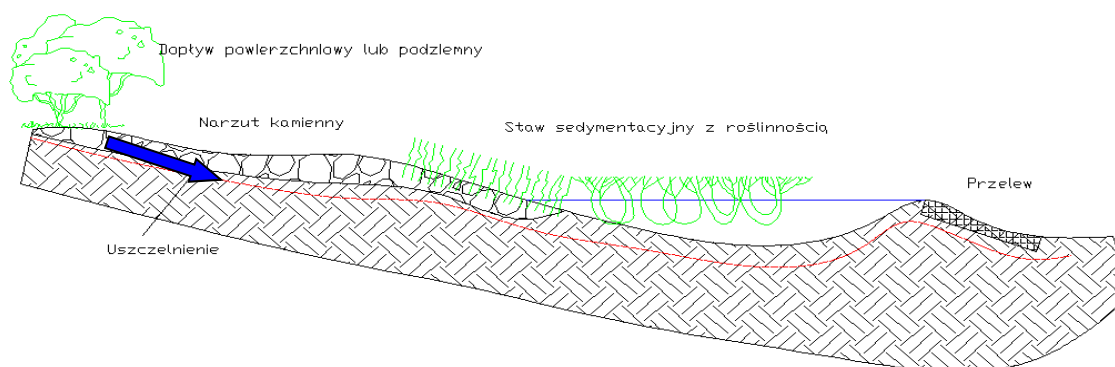 Dopływ powierzchniowy lub podziemny
Narzut kamienny
Staw sedymentacyjny z roślinnością
Przelew
Uszczelnienie